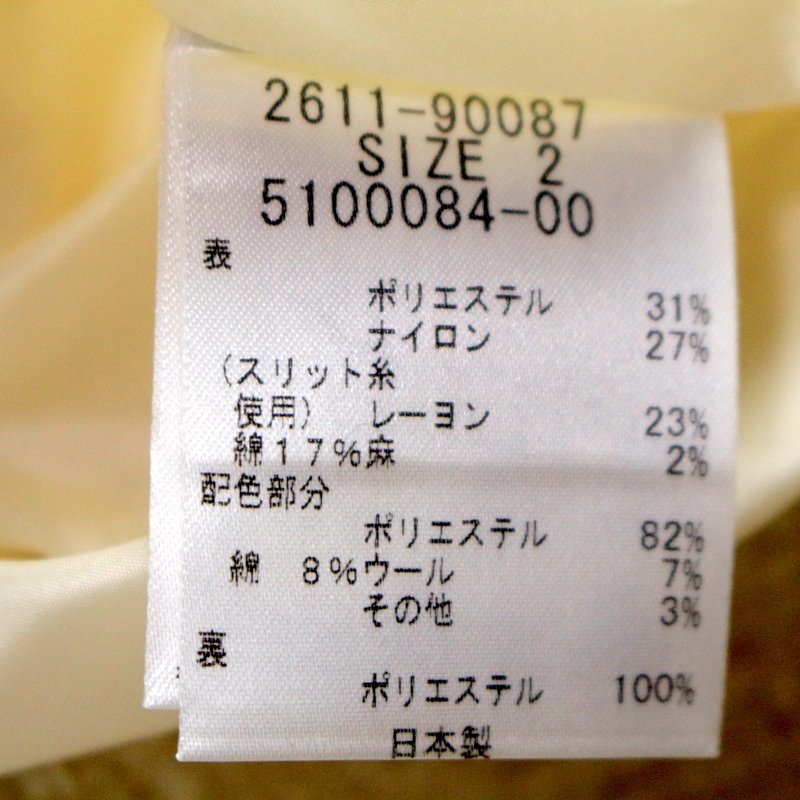 2611-90087
SIZE 2
5100084-00
表
ポリエステル 31%
ナイロン 27%
(スリット糸
使用) レーヨン 23%
綿17%麻 2%
配色部分
ポリエステル 82%
綿 8%ウール 7%
その他 3%
裏
ポリエステル 100%
日本製